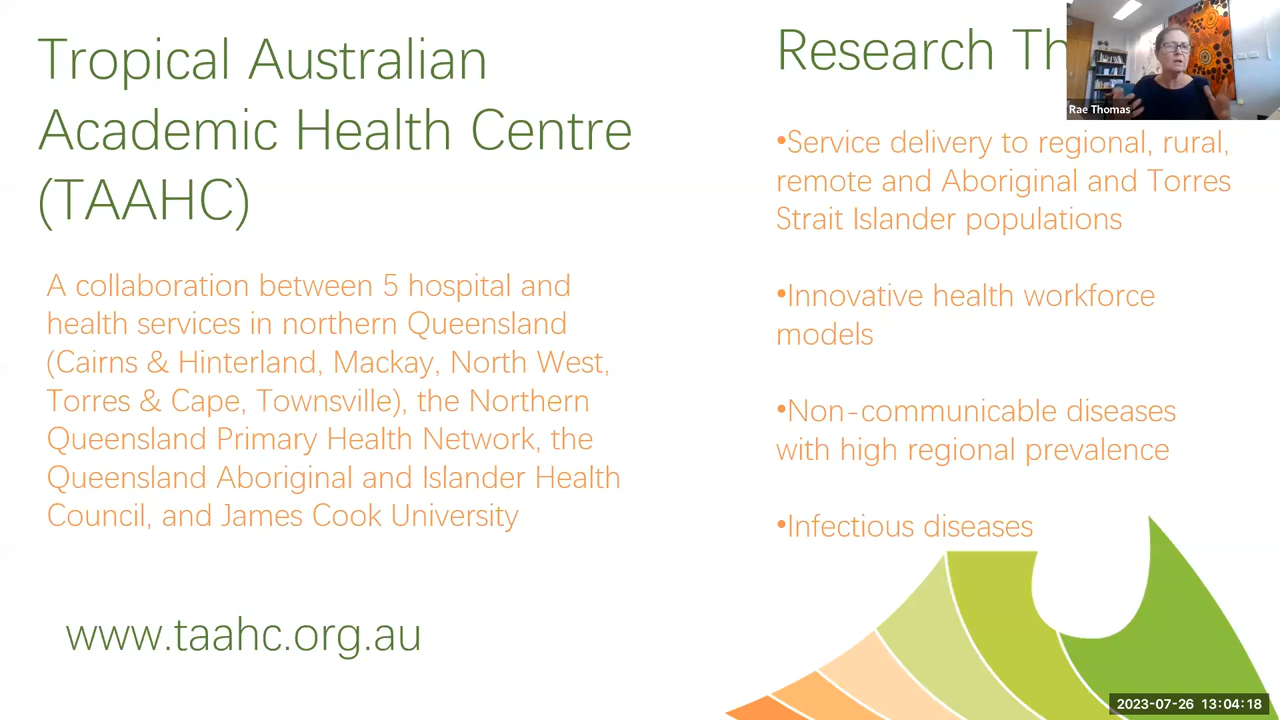 Tropical Australian
Academic Health Centre
(TAAHC)
A collaboration between 5 hospital and
health services in northern Queensland
(Cairns & Hinterland, Mackay, North West,
Torres & Cape, Townsville), the Northern
Queensland Primary Health Network, the
Queensland Aboriginal and Islander Health
Council, and James Cook University
www.taahc.org.au
Research
•Service delivery to regional, rural,
remote and Aboriginal and Torres
Strait Islander populations
•Innovative health workforce
models
•Non-communicable diseases
with high regional prevalence
•Infectious diseases
Rae Thomas
2023-07-26 13:04:18